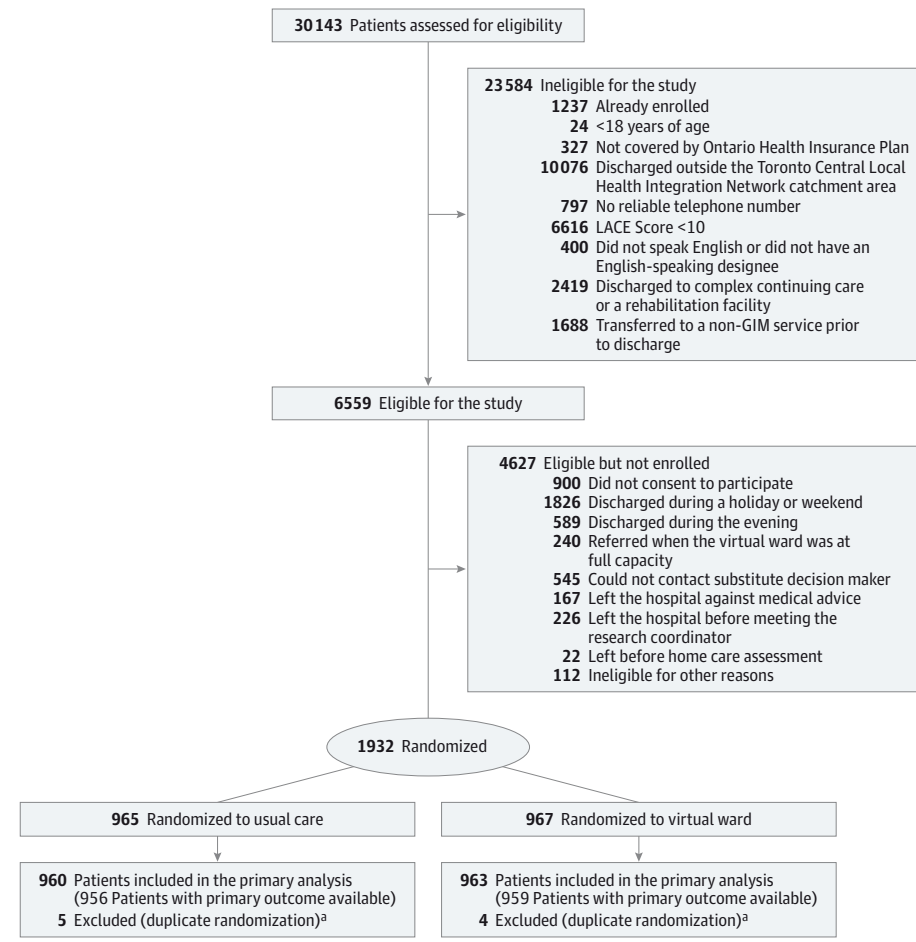 30143 Patients assessed for eligibility
23584 Ineligible for the study
1237 Already enrolled
24 <18 years of age
327 Not covered by Ontario Health Insurance Plan
10076 Discharged outside the Toronto Central Local
Health Integration Network catchment area
797 No reliable telephone number
6616 LACE Score <10
400 Did not speak English or did not have an
English-speaking designee
2419 Discharged to complex continuing care
or a rehabilitation facility
1688 Transferred to a non-GIM service prior
to discharge
6559 Eligible for the study
4627 Eligible but not enrolled
900 Did not consent to participate
1826 Discharged during a holiday or weekend
589 Discharged during the evening
240 Referred when the virtual ward was at
full capacity
545 Could not contact substitute decision maker
167 Left the hospital against medical advice
226 Left the hospital before meeting the
research coordinator
22 Left before home care assessment
112 Ineligible for other reasons
1932 Randomized
965 Randomized to usual care
960 Patients included in the primary analysis
(956 Patients with primary outcome available)
5 Excluded (duplicate randomization)a
967 Randomized to virtual ward
963 Patients included in the primary analysis
(959 Patients with primary outcome available)
4 Excluded (duplicate randomization)a